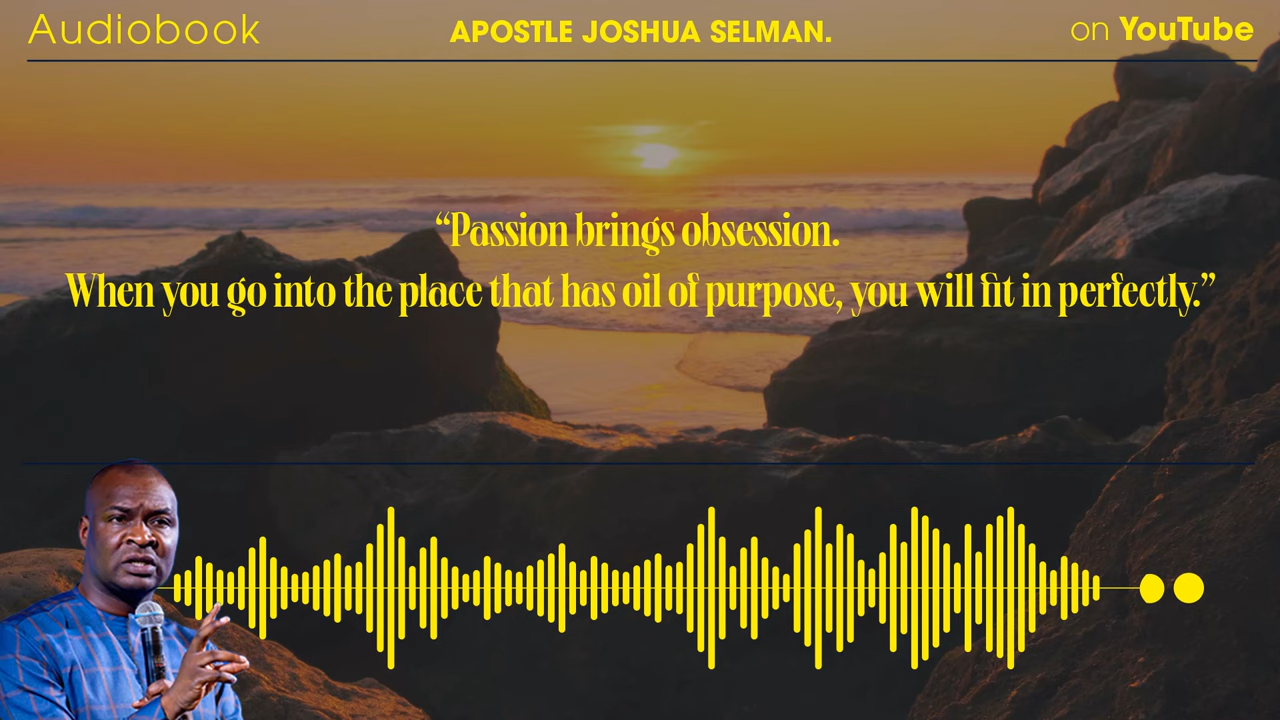 Audiobook
APOSTLE JOSHUA SELMAN.
on YouTube
“Passion brings obsession.
When you go into the place that has oil of purpose, you will fit in perfectly.”